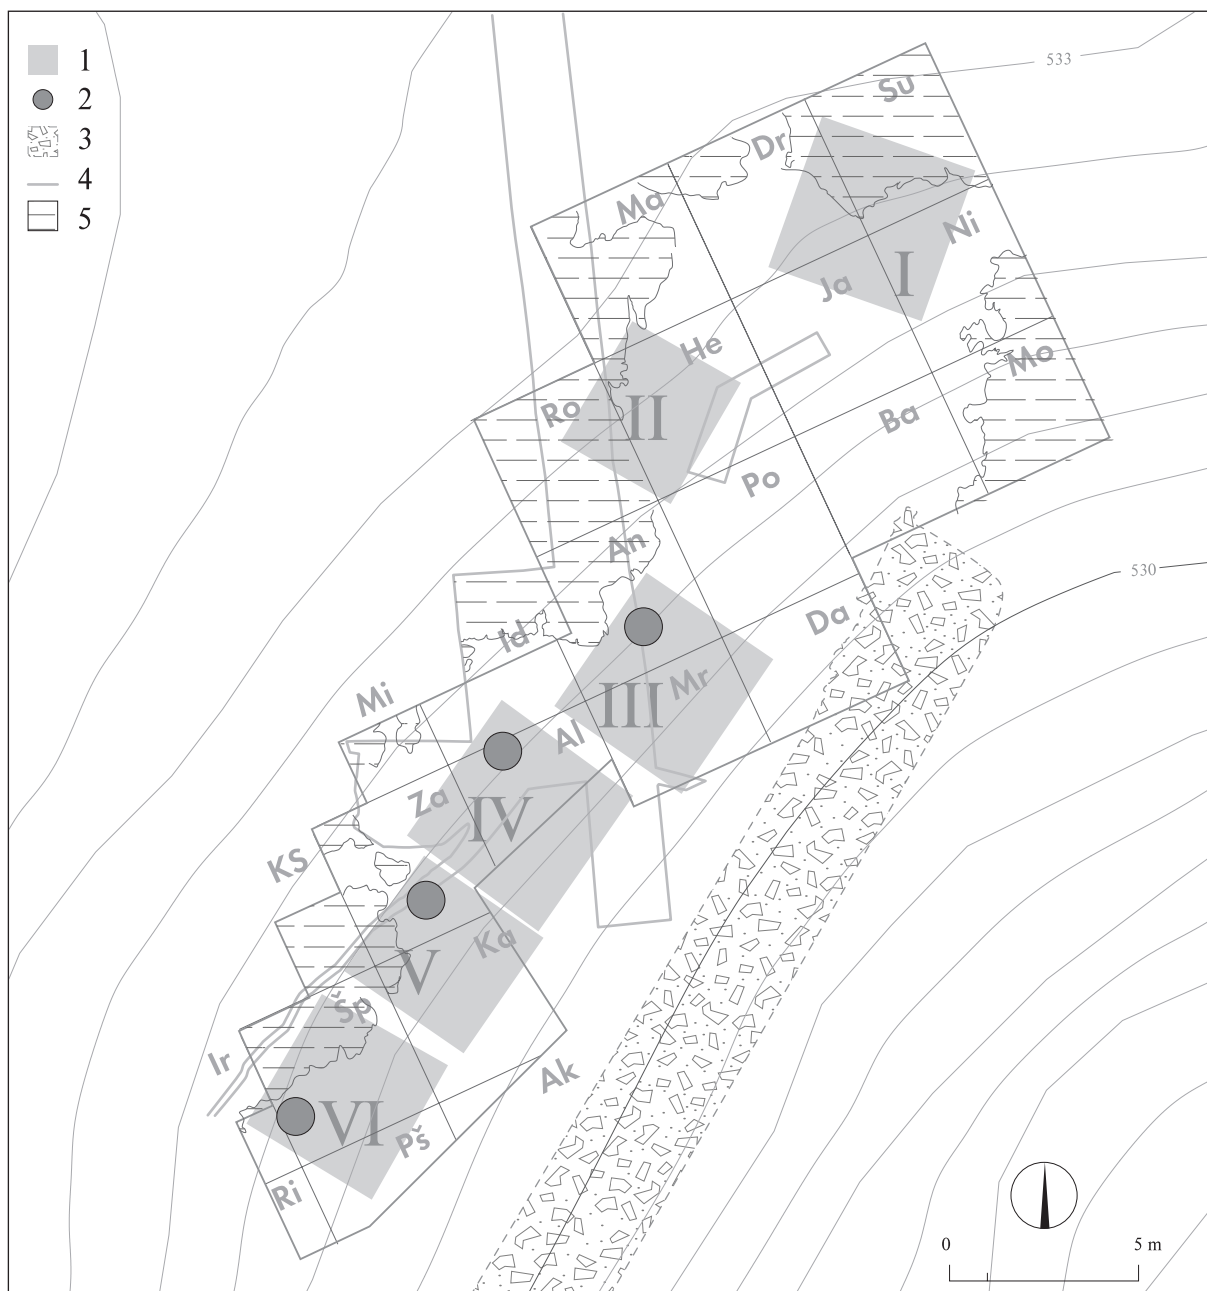 1
2
3
4
5
533
Su
Dr
Ma
Ni
I
Ja
He
Mo
Ro
II
Ba
Po
An
530
Id
Da
Mi
Mr
III
Al
Za
IV
KS
Ka
V
Šp
Ir
Ak
VI
Pš
Ri
0 5 m